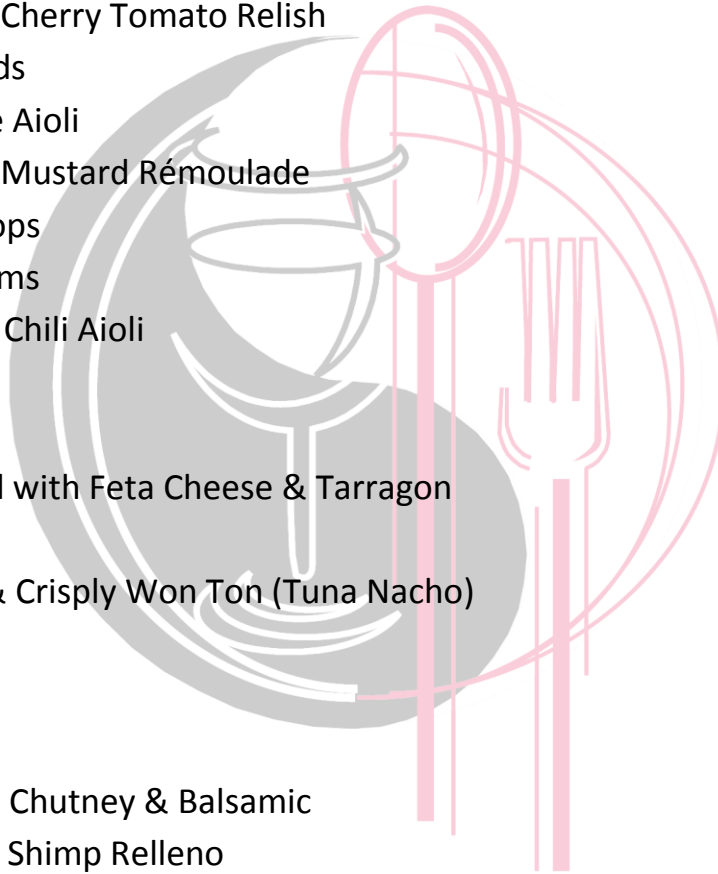 Cherry Tomato Relish
ds
e Aioli
Mustard Rémoulade
ops
ms
Chili Aioli
l with Feta Cheese & Tarragon
& Crisply Won Ton (Tuna Nacho)
Chutney & Balsamic
Shimp Relleno